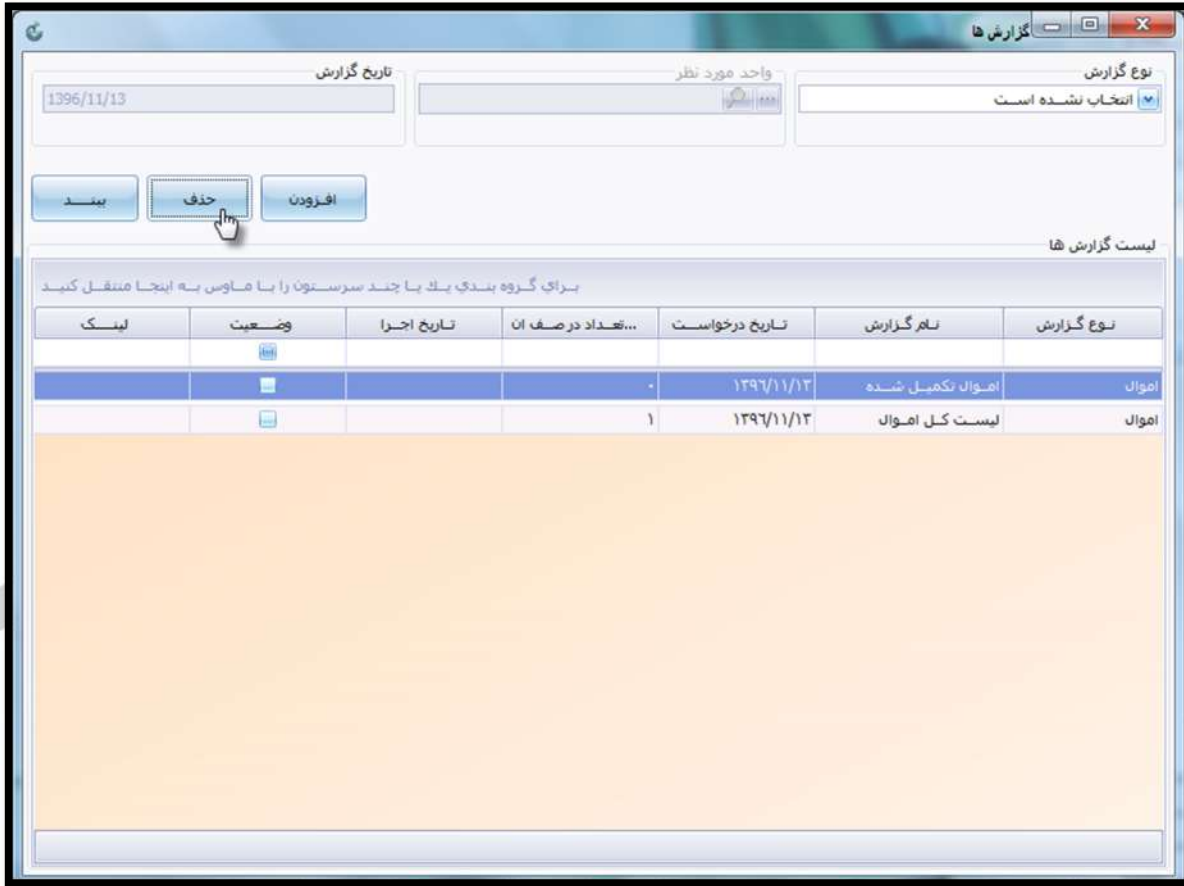 گزارش ها
نوع گزارش
واحد مورد نظر
تاریخ گزارش
انتخاب نشده است
...
1396/11/13
افزودن
حذف
ببند
لیست گزارش ها
برای گروه بندي یك یا چند سرستون را با ماوس به اینجا منتقل کنید
نوع گزارش نام گزارش تاریخ درخواست تعداد در صف ان... تاریخ اجرا وضعیت لینک
اموال اموال تکمیل شده ۱۳۹۶/۱۱/۱۳ ۰
اموال لیست کل اموال ۱۳۹۶/۱۱/۱۳ ۱